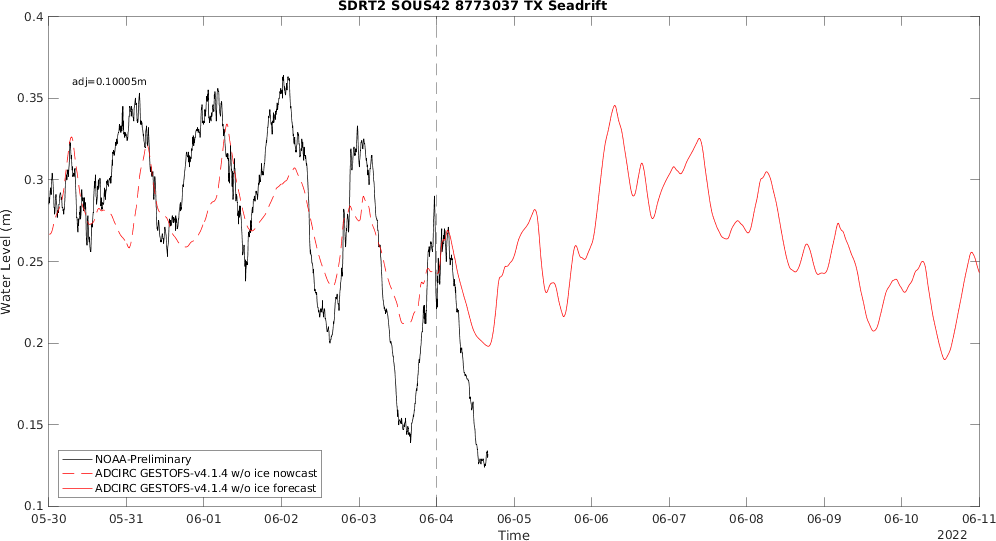 SDRT2 SOUS42 8773037 TX Seadrift
0.4
adj=0.10005m
0.35
0.3
0.25
0.2
0.15
0.1
Water Level (m)
NOAA-Preliminary
ADCIRC GESTOFS-v4.1.4 w/o ice nowcast
ADCIRC GESTOFS-v4.1.4 w/o ice forecast
05-30 05-31 06-01 06-02 06-03 06-04 06-05 06-06 06-07 06-08 06-09 06-10 06-11
Time
2022